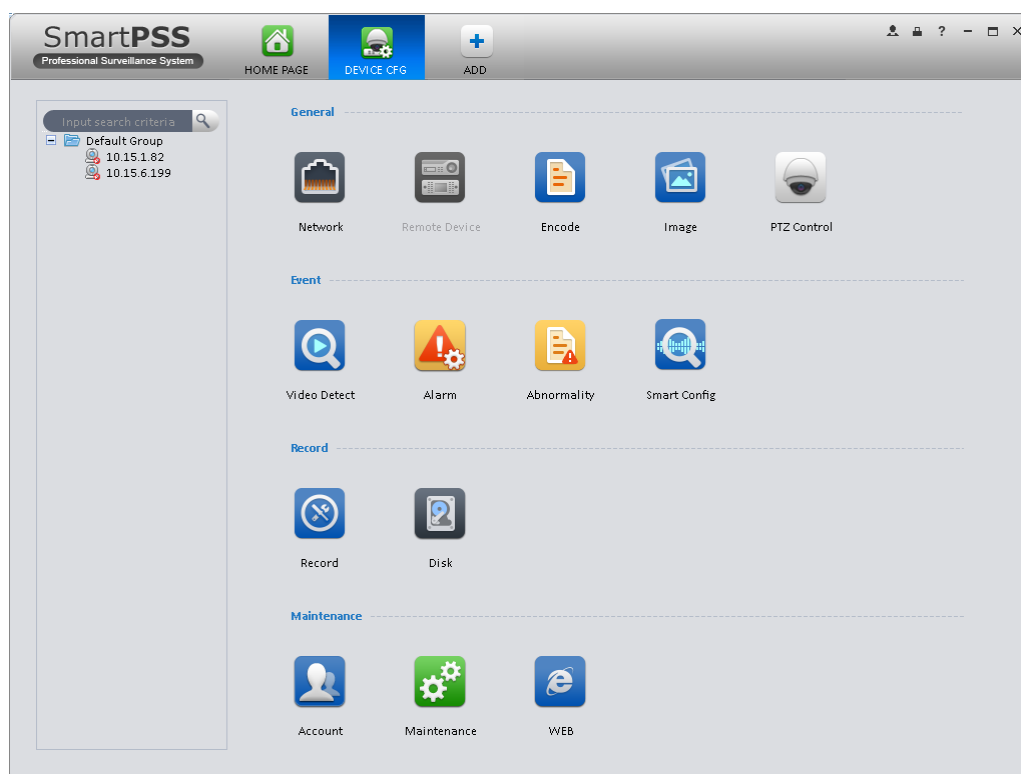 SmartPSS
Professional Surveillance System
HOME PAGE
DEVICE CFG
ADD
?
Input search criteria
Default Group
10.15.1.82
10.15.6.199
General
Network
Remote Device
Encode
Image
PTZ Control
Event
Video Detect
Alarm
Abnormality
Smart Config
Record
Record
Disk
Maintenance
Account
Maintenance
WEB